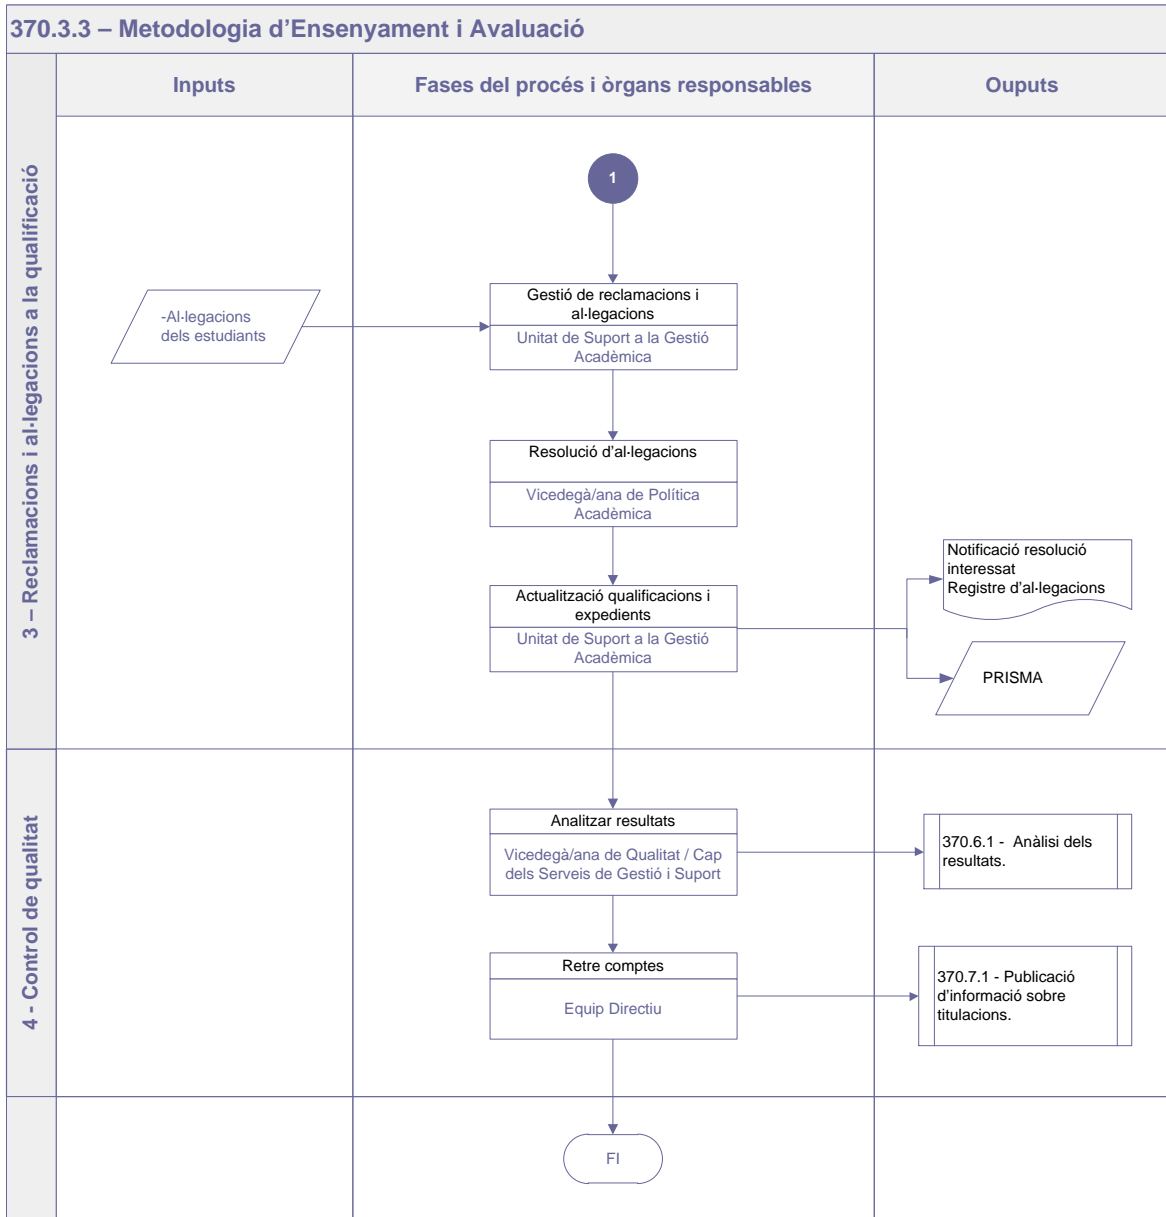 370.3.3 – Metodologia d'Ensenyament i Avaluació
Inputs
Fases del procés i òrgans responsables
Ouputs
3 – Reclamacions i al·legacions a la qualificació
1
-Al·legacions
dels estudiants
Gestió de reclamacions i
al·legacions
Unitat de Suport a la Gestió
Acadèmica
Resolució d'al·legacions
Vicedegà/ana de Política
Acadèmica
Actualització qualificacions i
expedients
Unitat de Suport a la Gestió
Acadèmica
Notificació resolució
interessat
Registre d'al·legacions
PRISMA
4 - Control de qualitat
Analitzar resultats
Vicedegà/ana de Qualitat / Cap
dels Serveis de Gestió i Suport
370.6.1 -  Anàlisi dels
resultats.
Retre comptes
Equip Directiu
370.7.1 - Publicació
d'informació sobre
titulacions.
FI